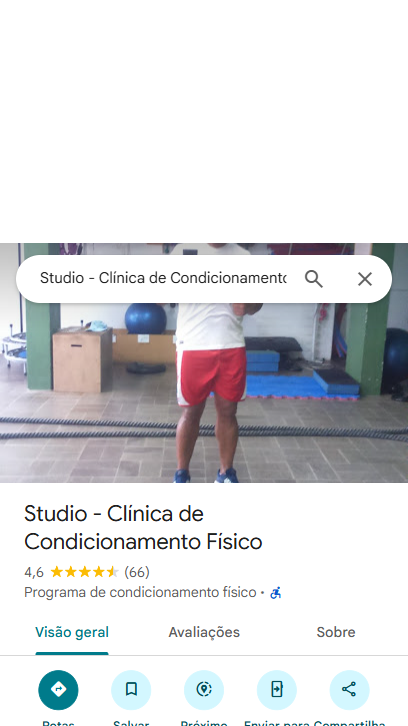 Studio - Clínica de Condicionamento
Studio - Clínica de
Condicionamento Físico
4,6 (66)
Programa de condicionamento físico ·
Visão geral Avaliações Sobre
Rotas Salvar Próximo Enviar para Compartilha